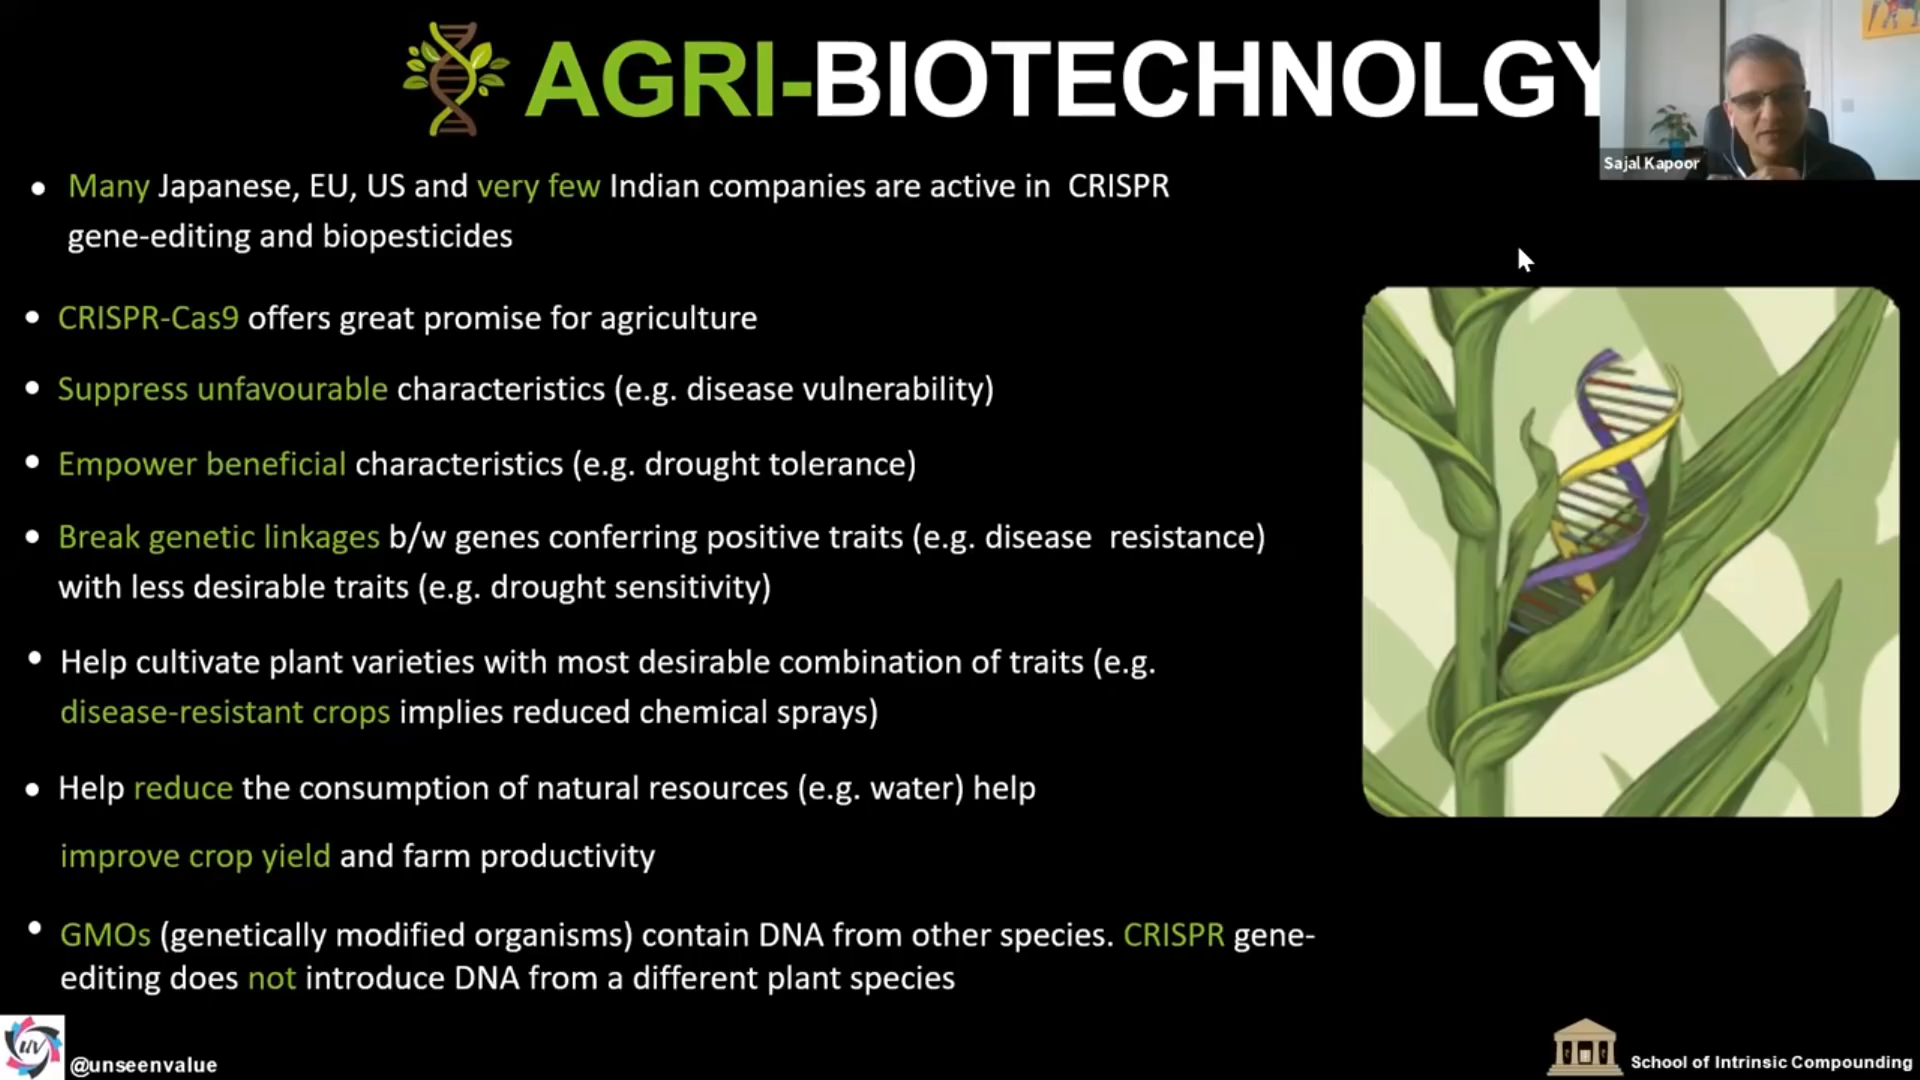 AGRI-BIOTECHNOLGY
Sajal Kapoor
• Many Japanese, EU, US and very few Indian companies are active in CRISPR
gene-editing and biopesticides
• CRISPR-Cas9 offers great promise for agriculture
• Suppress unfavourable characteristics (e.g. disease vulnerability)
• Empower beneficial characteristics (e.g. drought tolerance)
• Break genetic linkages b/w genes conferring positive traits (e.g. disease resistance)
with less desirable traits (e.g. drought sensitivity)
• Help cultivate plant varieties with most desirable combination of traits (e.g.
disease-resistant crops implies reduced chemical sprays)
• Help reduce the consumption of natural resources (e.g. water) help
improve crop yield and farm productivity
• GMOs (genetically modified organisms) contain DNA from other species. CRISPR gene-
editing does not introduce DNA from a different plant species
UV
@unseenvalue
School of Intrinsic Compounding